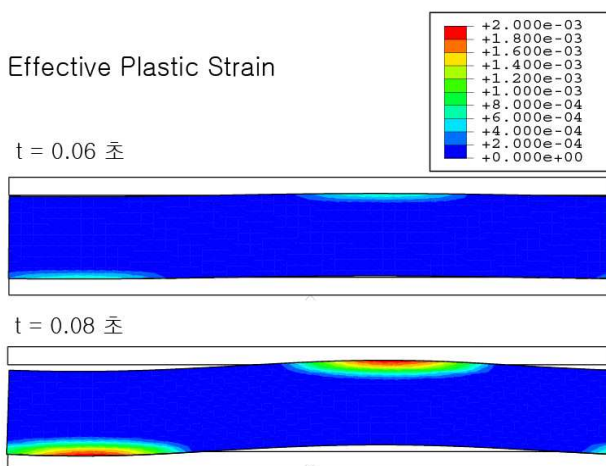 +2.000e-03
+1.800e-03
+1.600e-03
+1.400e-03
+1.200e-03
+1.000e-03
+8.000e-04
+6.000e-04
+4.000e-04
+2.000e-04
+0.000e+00
Effective Plastic Strain
t = 0.06 초
t = 0.08 초